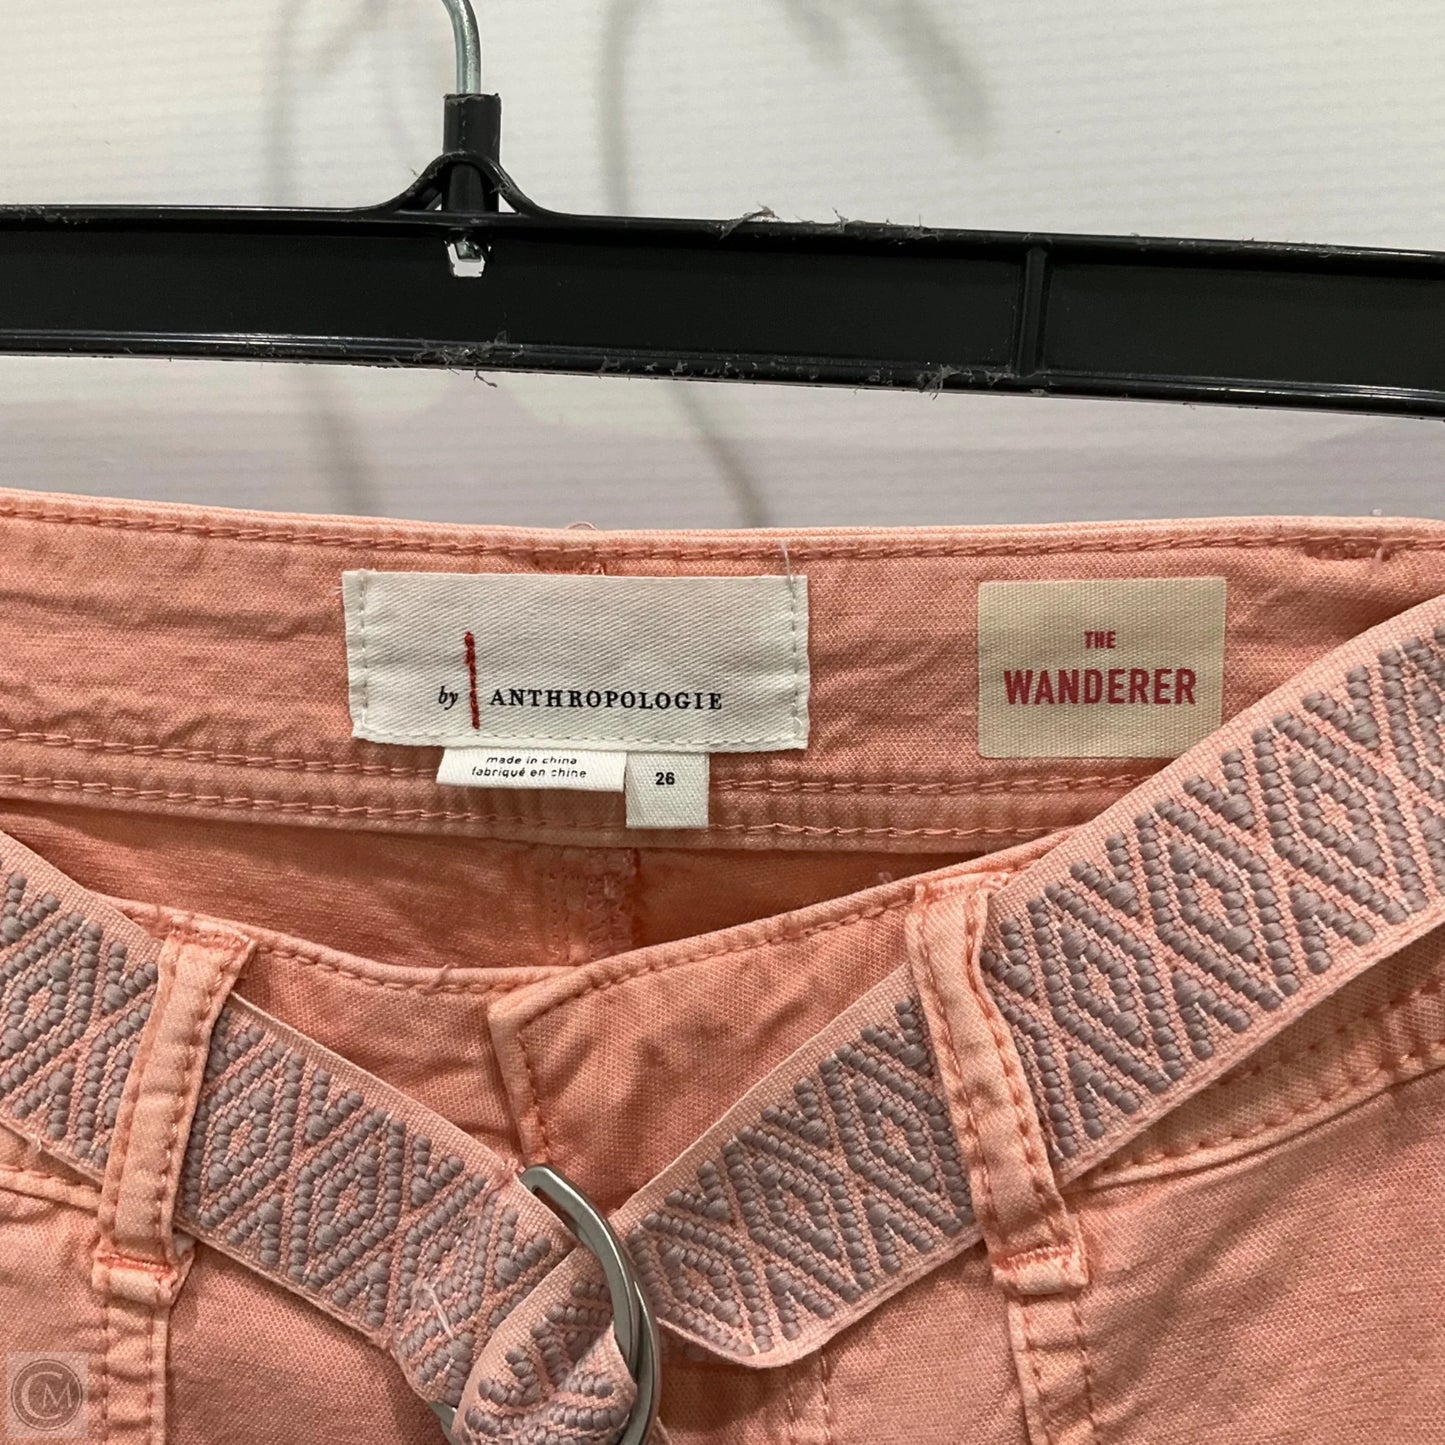 by ANTHROPOLOGIE
made in china
fabriqué en chine
26
THE
WANDERER
CM